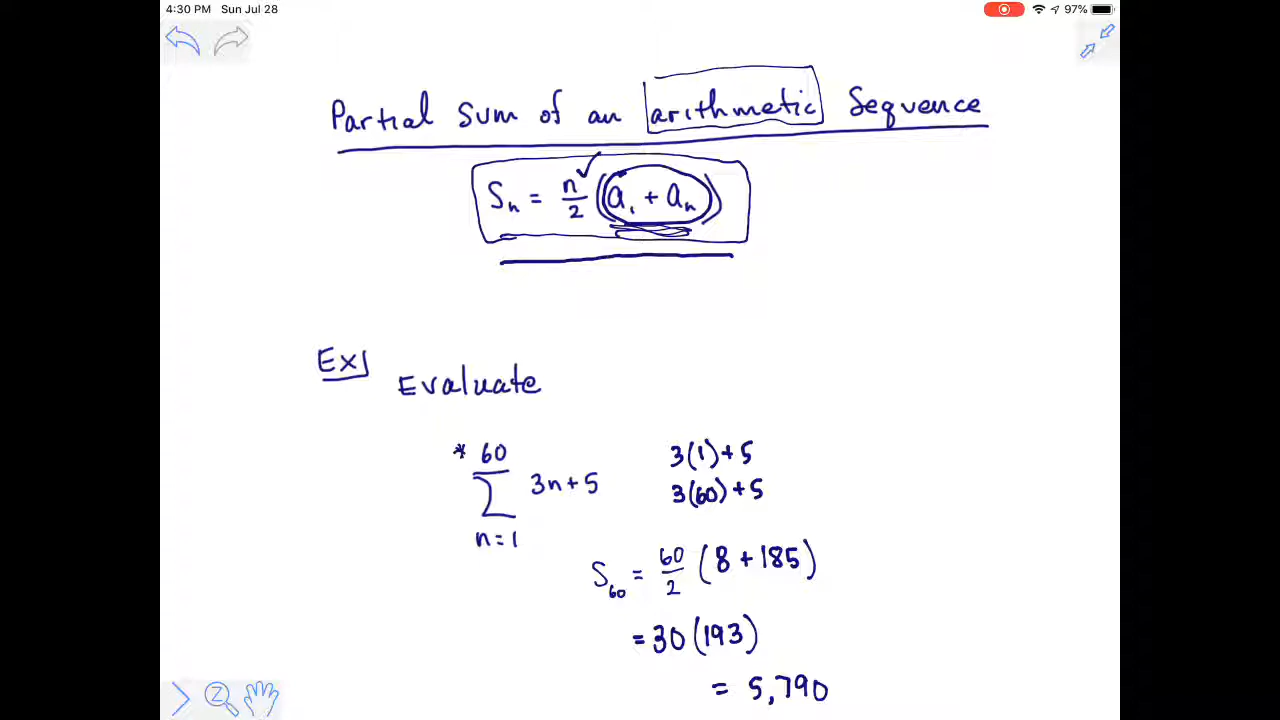 4:30 PM Sun Jul 28 97%
Partial Sum of an arithmetic Sequence
Sₙ = n/2 (a₁ + aₙ)
Ex
Evaluate
* 60
∑ 3n+5
n=1
3(1)+5
3(60)+5
S₆₀ = 60/2 (8+185)
= 30(193)
= 5,790